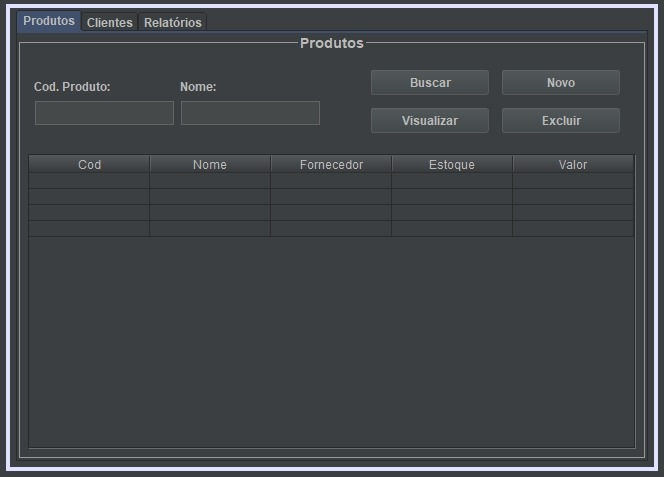 Produtos Clientes Relatórios
Produtos
Cod. Produto: Nome: Buscar Novo
Visualizar Excluir
Cod Nome Fornecedor Estoque Valor